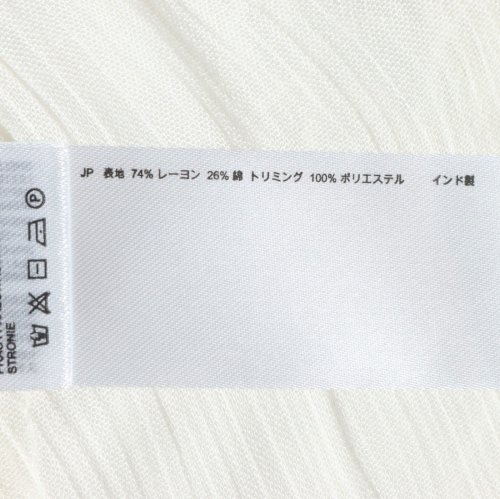 JP 表地 74% レーヨン 26% 綿 トリミング 100% ポリエステル インド製
P
STRONIE